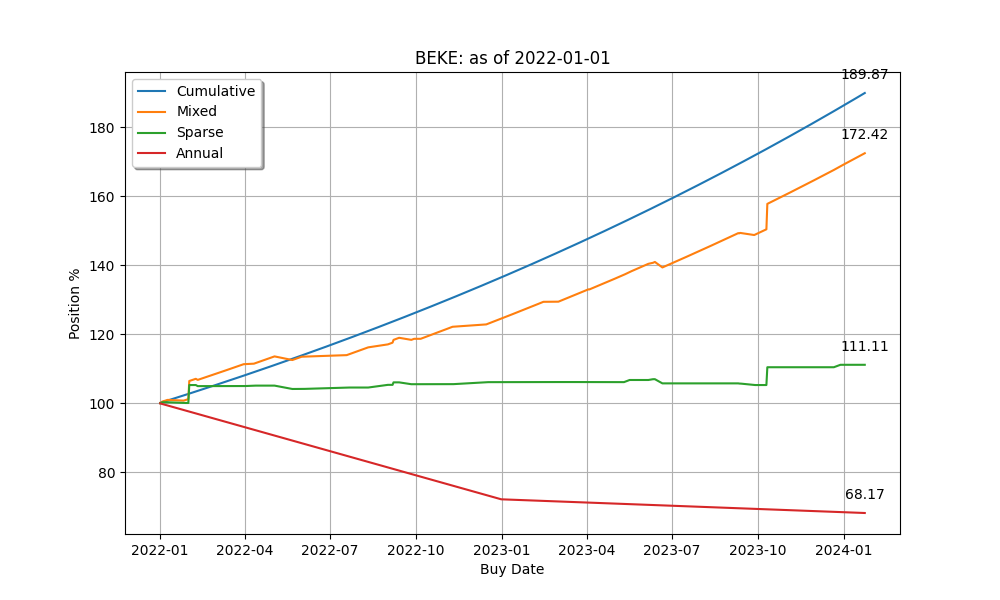 BEKE: as of 2022-01-01
Cumulative
Mixed
Sparse
Annual
189.87
172.42
111.11
68.17
Position %
180
160
140
120
100
80
2022-01 2022-04 2022-07 2022-10 2023-01 2023-04 2023-07 2023-10 2024-01
Buy Date